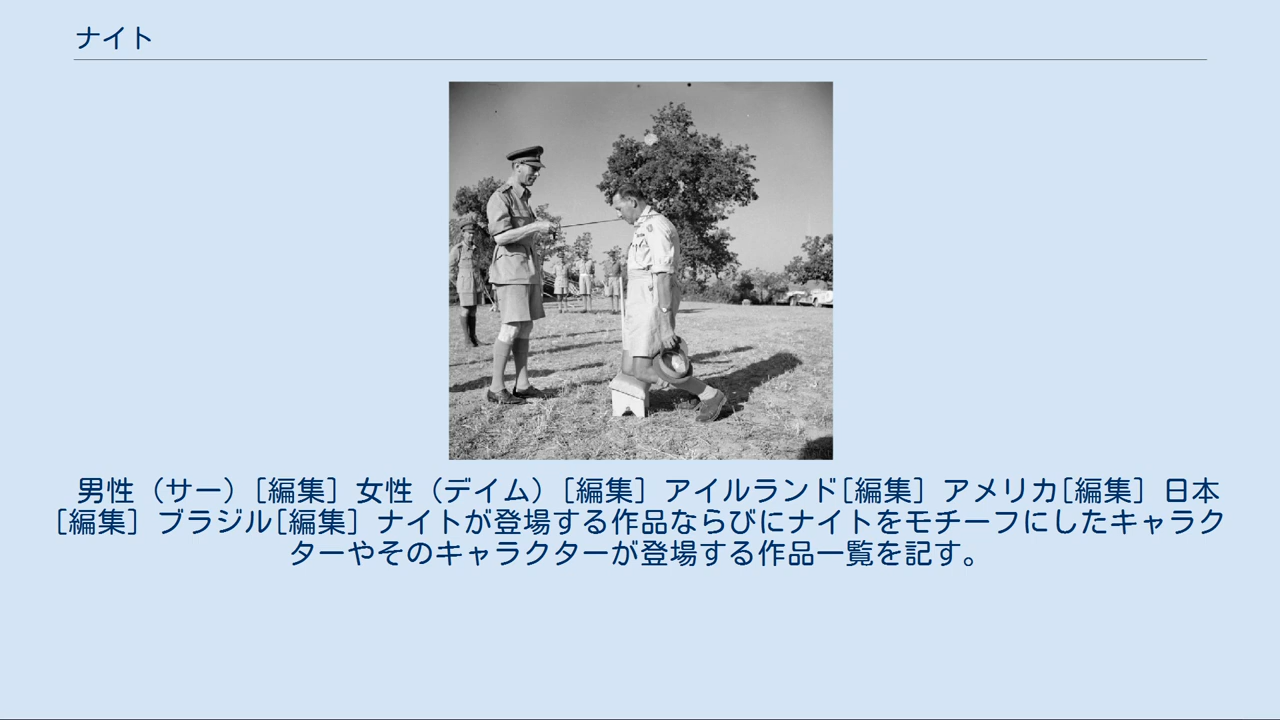 ナイト
男性（サー）[編集］女性（デイム）[編集］アイルランド[編集］アメリカ[編集］日本
[編集］ブラジル[編集］ナイトが登場する作品ならびにナイトをモチーフにしたキャラク
ターやそのキャラクターが登場する作品一覧を記す。